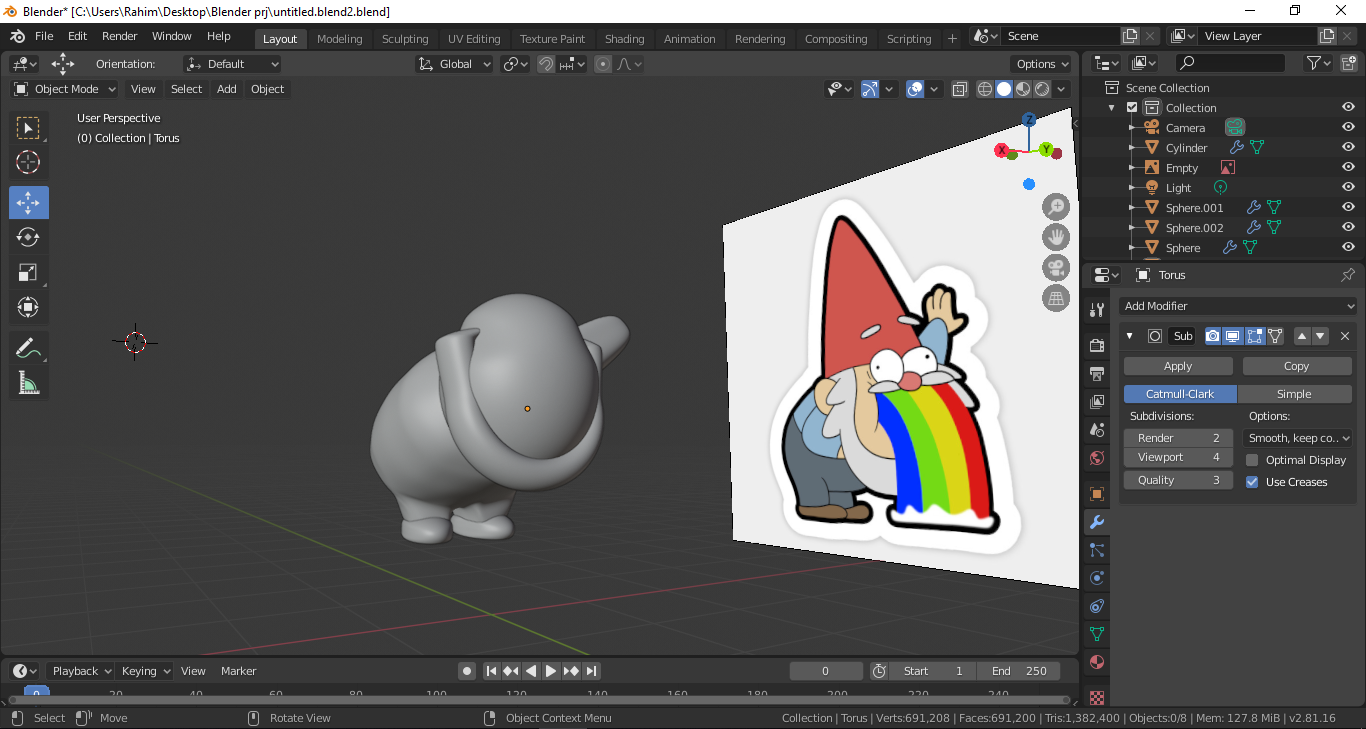 Blender* [C:\Users\Rahim\Desktop\Blender prj\untitled.blend2.blend]
File Edit Render Window Help Layout Modeling Sculpting UV Editing Texture Paint Shading Animation Rendering Compositing Scripting + Scene View Layer
Orientation: Default Global Options
Object Mode View Select Add Object
User Perspective
(0) Collection | Torus
Z
X
Y
Scene Collection
Collection
Camera
Cylinder
Empty
Light
Sphere.001
Sphere.002
Sphere
Torus
Add Modifier
Sub
Apply Copy
Catmull-Clark Simple
Subdivisions: Options:
Render 2 Smooth, keep co..
Viewport 4 Optimal Display
Quality 3 Use Creases
Playback Keying View Marker 0 Start 1 End 250
0 20 40 60 80 100 120 140 160 180 200 220 240
Select Move Rotate View Object Context Menu Collection | Torus | Verts:691,208 | Faces:691,200 | Tris:1,382,400 | Objects:0/8 | Mem: 127.8 MiB | v2.81.16